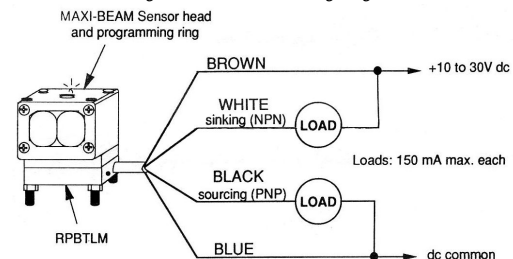 MAXI-BEAM Sensor head
and programming ring
BROWN
+10 to 30V dc
WHITE
sinking (NPN)
LOAD
Loads: 150 mA max. each
BLACK
sourcing (PNP)
LOAD
RPBTLM
BLUE
dc common